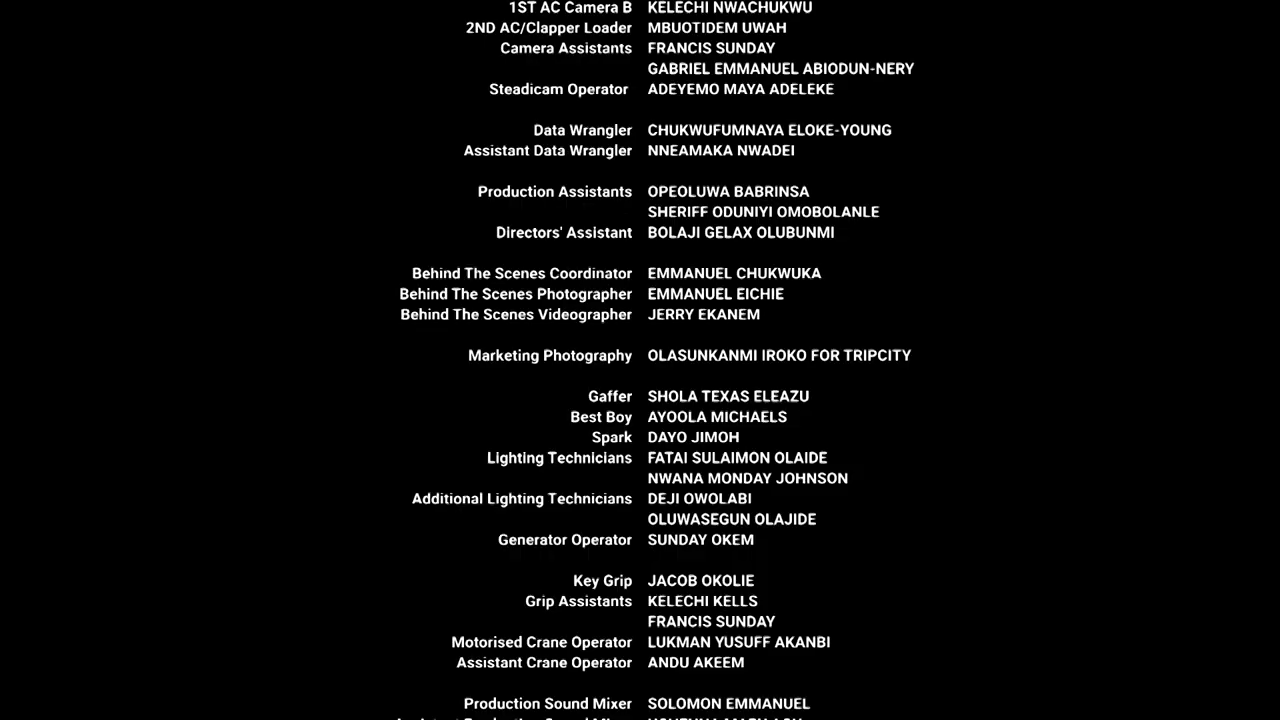 1ST AC Camera B KELECHI NWACHUKWU
2ND AC/Clapper Loader MBUOTIDEM UWAH
Camera Assistants FRANCIS SUNDAY
GABRIEL EMMANUEL ABIODUN-NERY
Steadicam Operator ADEYEMO MAYA ADELEKE
Data Wrangler CHUKWUFUMNAYA ELOKE-YOUNG
Assistant Data Wrangler NNEAMAKA NWADEI
Production Assistants OPEOLUWA BABRINSA
SHERIFF ODUNIYI OMOBOLANLE
Directors' Assistant BOLAJI GELAX OLUBUNMI
Behind The Scenes Coordinator EMMANUEL CHUKWUKA
Behind The Scenes Photographer EMMANUEL EICHIE
Behind The Scenes Videographer JERRY EKANEM
Marketing Photography OLASUNKANMI IROKO FOR TRIPCITY
Gaffer SHOLA TEXAS ELEAZU
Best Boy AYOOLA MICHAELS
Spark DAYO JIMOH
Lighting Technicians FATAI SULAIMON OLAIDE
NWANA MONDAY JOHNSON
Additional Lighting Technicians DEJI OWOLABI
OLUWASEGUN OLAJIDE
Generator Operator SUNDAY OKEM
Key Grip JACOB OKOLIE
Grip Assistants KELECHI KELLS
FRANCIS SUNDAY
Motorised Crane Operator LUKMAN YUSUFF AKANBI
Assistant Crane Operator ANDU AKEEM
Production Sound Mixer SOLOMON EMMANUEL